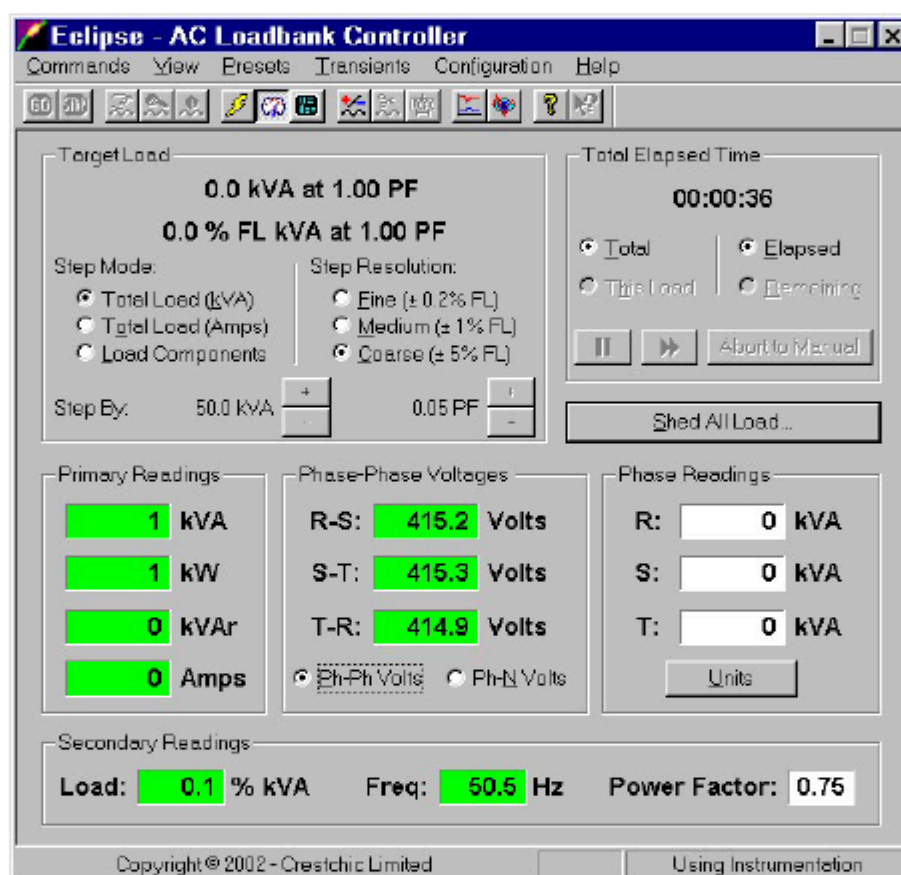 Eclipse - AC Loadbank Controller
Commands View Presets Transients Configuration Help
Target Load
0.0 kVA at 1.00 PF
0.0 % FL kVA at 1.00 PF
Step Mode:
Total Load (kVA)
Total Load (Amps)
Load Components
Step Resolution:
Fine (± 0.2% FL)
Medium (± 1% FL)
Coarse (± 5% FL)
Step By: 50.0 kVA + - 0.05 PF + -
Total Elapsed Time
00:00:36
Total Elapsed
This Load Remaining
Abort to Manual
Shed All Load...
Primary Readings
1 kVA
1 kW
0 kVAr
0 Amps
Phase-Phase Voltages
R-S: 415.2 Volts
S-T: 415.3 Volts
T-R: 414.9 Volts
Ph-Ph Volts Ph-N Volts
Phase Readings
R: 0 kVA
S: 0 kVA
T: 0 kVA
Units
Secondary Readings
Load: 0.1 % kVA Freq: 50.5 Hz Power Factor: 0.75
Copyright © 2002 - Crestchic Limited Using Instrumentation